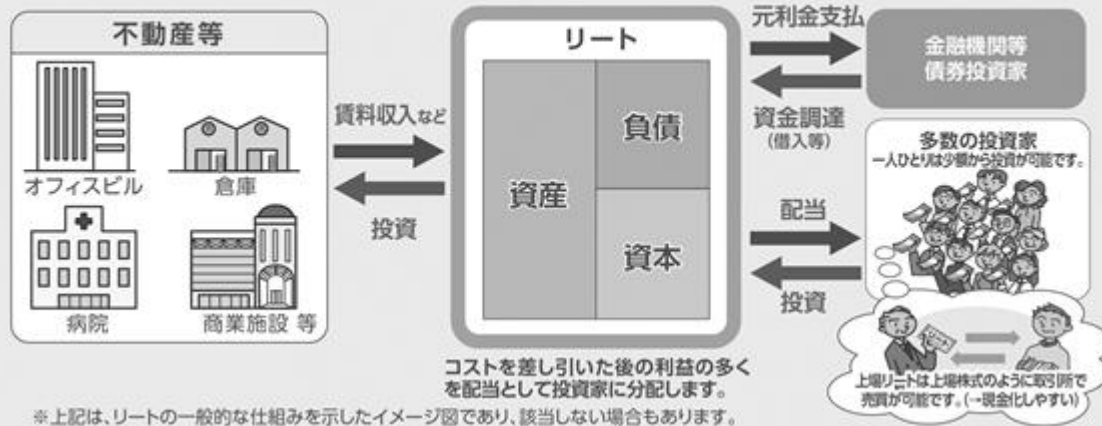 不動産等
オフィスビル
倉庫
病院
商業施設 等
賃料収入など
投資
リート
資産
負債
資本
コストを差し引いた後の利益の多く
を配当として投資家に分配します。
元利金支払
資金調達
(借入等)
金融機関等
債券投資家
配当
投資
多数の投資家
一人ひとりは少額から投資が可能です。
リート
上場リートは上場株式のように取引所で
売買が可能です。(→現金化しやすい)
※上記は、リートの一般的な仕組みを示したイメージ図であり、該当しない場合もあります。